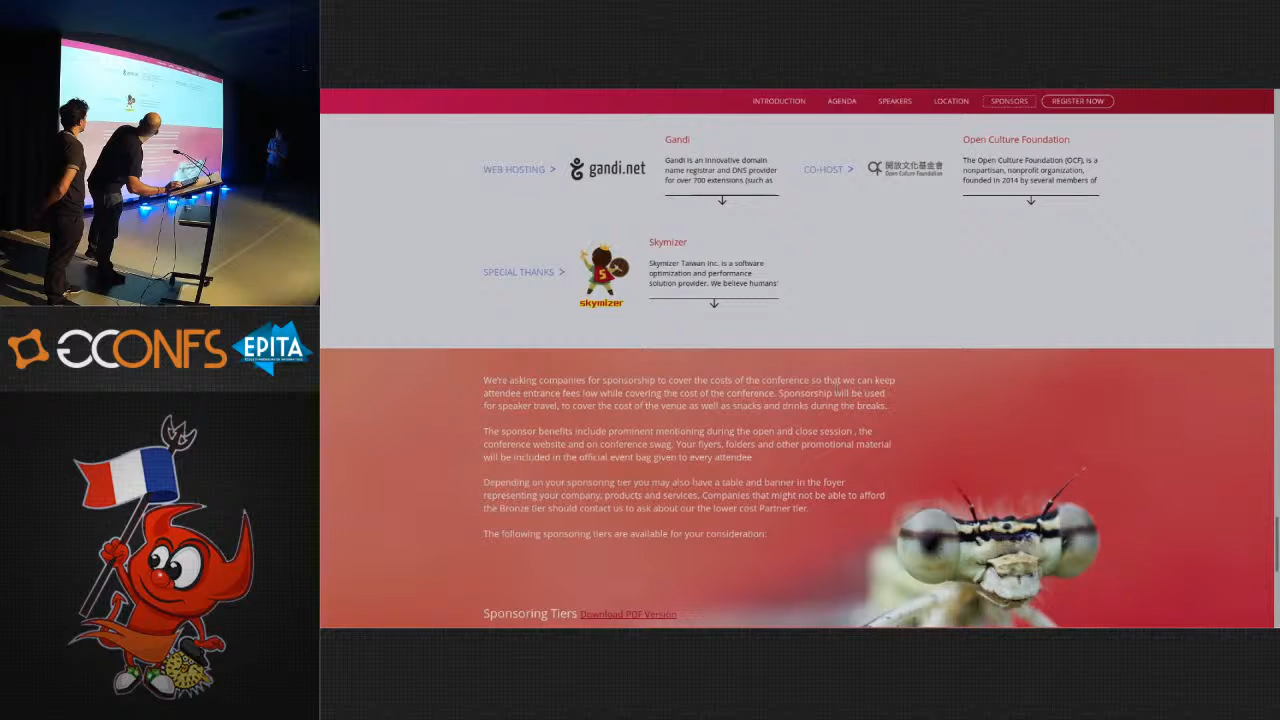 INTRODUCTION AGENDA SPEAKERS LOCATION SPONSORS REGISTER NOW
WEB HOSTING >
gandi.net
Gandi
Gandi is an innovative domain
name registrar and DNS provider
for over 700 extensions (such as
CO-HOST >
開放文化基金會
Open Culture Foundation
Open Culture Foundation
The Open Culture Foundation (OCF), is a
nonpartisan, nonprofit organization,
founded in 2014 by several members of
SPECIAL THANKS >
S
skymizer
Skymizer
Skymizer Taiwan Inc. is a software
optimization and performance
solution provider. We believe humans'
GCONFS
EPITA
We're asking companies for sponsorship to cover the costs of the conference so that we can keep
attendee entrance fees low while covering the cost of the conference. Sponsorship will be used
for speaker travel, to cover the cost of the venue as well as snacks and drinks during the breaks.
The sponsor benefits include prominent mentioning during the open and close session , the
conference website and on conference swag. Your flyers, folders and other promotional material
will be included in the official event bag given to every attendee
Depending on your sponsoring tier you may also have a table and banner in the foyer
representing your company, products and services. Companies that might not be able to afford
the Bronze tier should contact us to ask about our the lower cost Partner tier.
The following sponsoring tiers are available for your consideration:
Sponsoring Tiers Download PDF Version